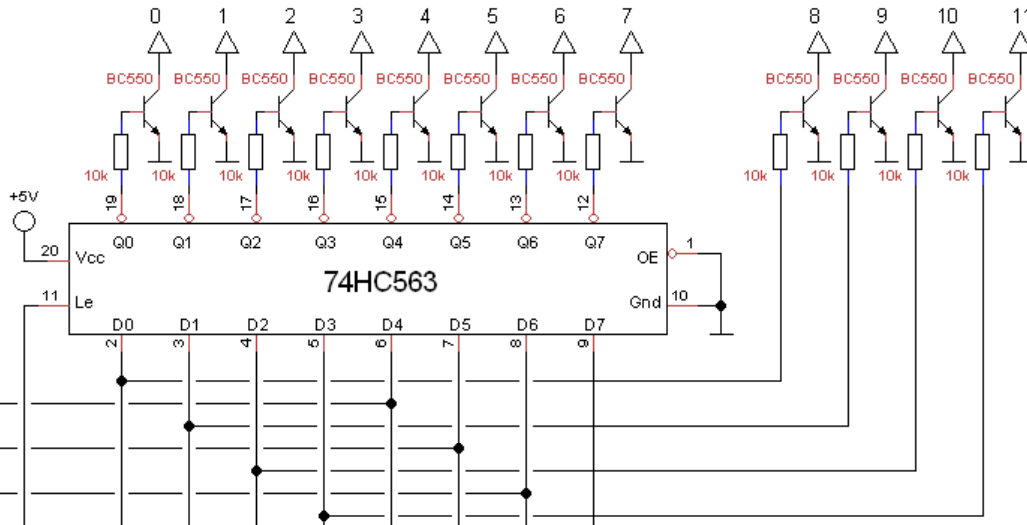 0 1 2 3 4 5 6 7 8 9 10 11
BC550 BC550 BC550 BC550 BC550 BC550 BC550 BC550 BC550 BC550 BC550 BC550
10k 10k 10k 10k 10k 10k 10k 10k 10k 10k 10k 10k
+5V
19 18 17 16 15 14 13 12
Q0 Q1 Q2 Q3 Q4 Q5 Q6 Q7
20 Vcc OE 1
74HC563
11 Le Gnd 10
D0 D1 D2 D3 D4 D5 D6 D7
2 3 4 5 6 7 8 9